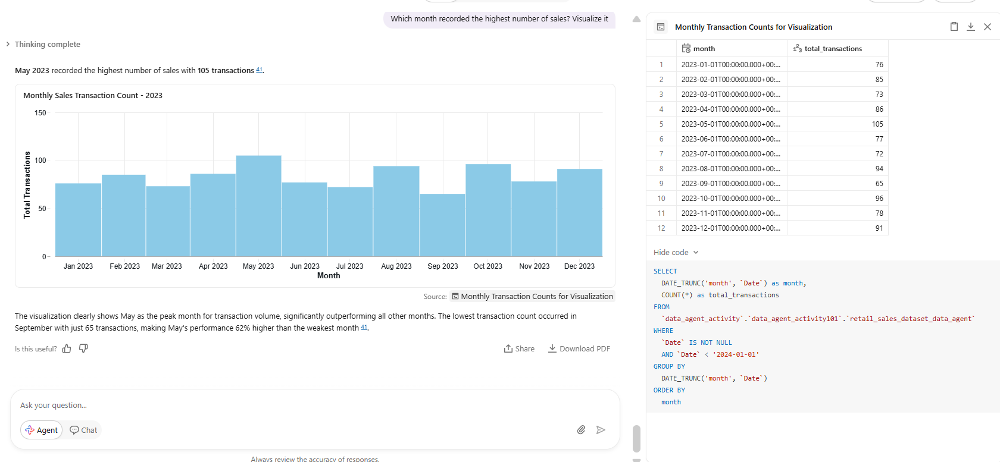 Which month recorded the highest number of sales? Visualize it
Thinking complete
May 2023 recorded the highest number of sales with 105 transactions 41.
Monthly Sales Transaction Count - 2023
150
100
50
0
Total Transactions
Jan 2023 Feb 2023 Mar 2023 Apr 2023 May 2023 Jun 2023 Jul 2023 Aug 2023 Sep 2023 Oct 2023 Nov 2023 Dec 2023
Month
Source: Monthly Transaction Counts for Visualization
The visualization clearly shows May as the peak month for transaction volume, significantly outperforming all other months. The lowest transaction count occurred in
September with just 65 transactions, making May's performance 62% higher than the weakest month 41.
Is this useful?
Share
Download PDF
Ask your question...
Agent
Chat
Always review the accuracy of responses.
Monthly Transaction Counts for Visualization
month total_transactions
1 2023-01-01T00:00:00.000+00:... 76
2 2023-02-01T00:00:00.000+00:... 85
3 2023-03-01T00:00:00.000+00:... 73
4 2023-04-01T00:00:00.000+00:... 86
5 2023-05-01T00:00:00.000+00:... 105
6 2023-06-01T00:00:00.000+00:... 77
7 2023-07-01T00:00:00.000+00:... 72
8 2023-08-01T00:00:00.000+00:... 94
9 2023-09-01T00:00:00.000+00:... 65
10 2023-10-01T00:00:00.000+00:... 96
11 2023-11-01T00:00:00.000+00:... 78
12 2023-12-01T00:00:00.000+00:... 91
Hide code
SELECT
DATE_TRUNC('month', `Date`) as month,
COUNT(*) as total_transactions
FROM
`data_agent_activity`.`data_agent_activity101`.`retail_sales_dataset_data_agent`
WHERE
`Date` IS NOT NULL
AND `Date` < '2024-01-01'
GROUP BY
DATE_TRUNC('month', `Date`)
ORDER BY
month